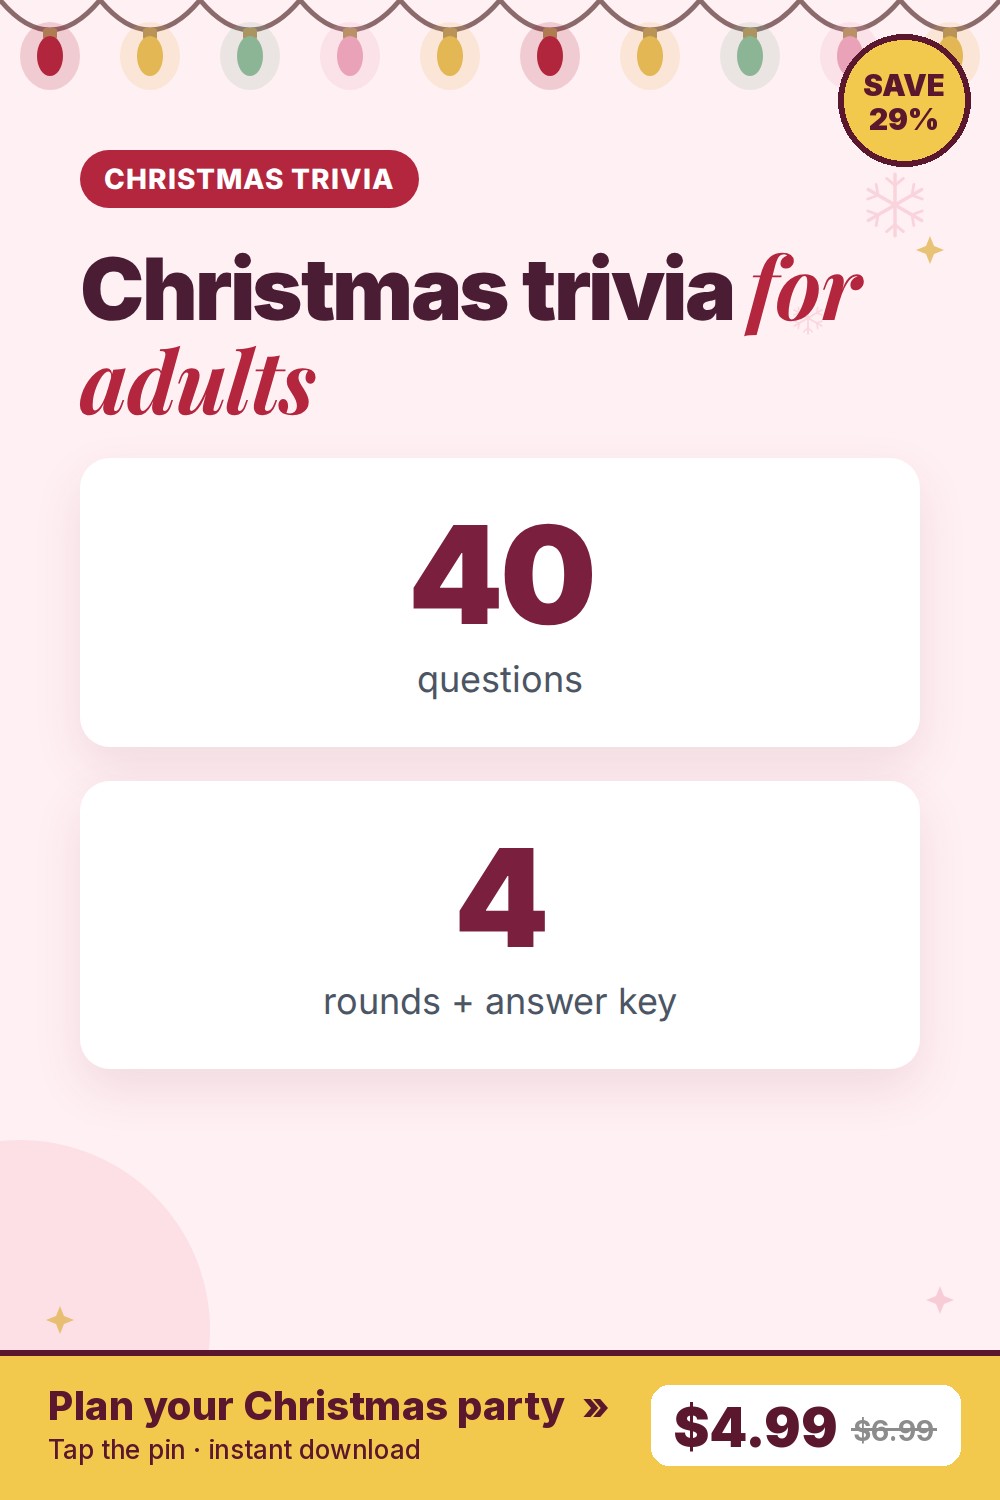 SAVE
29%
CHRISTMAS TRIVIA
Christmas trivia for
adults
40
questions
4
rounds + answer key
Plan your Christmas party »
Tap the pin · instant download
$4.99 $6.99